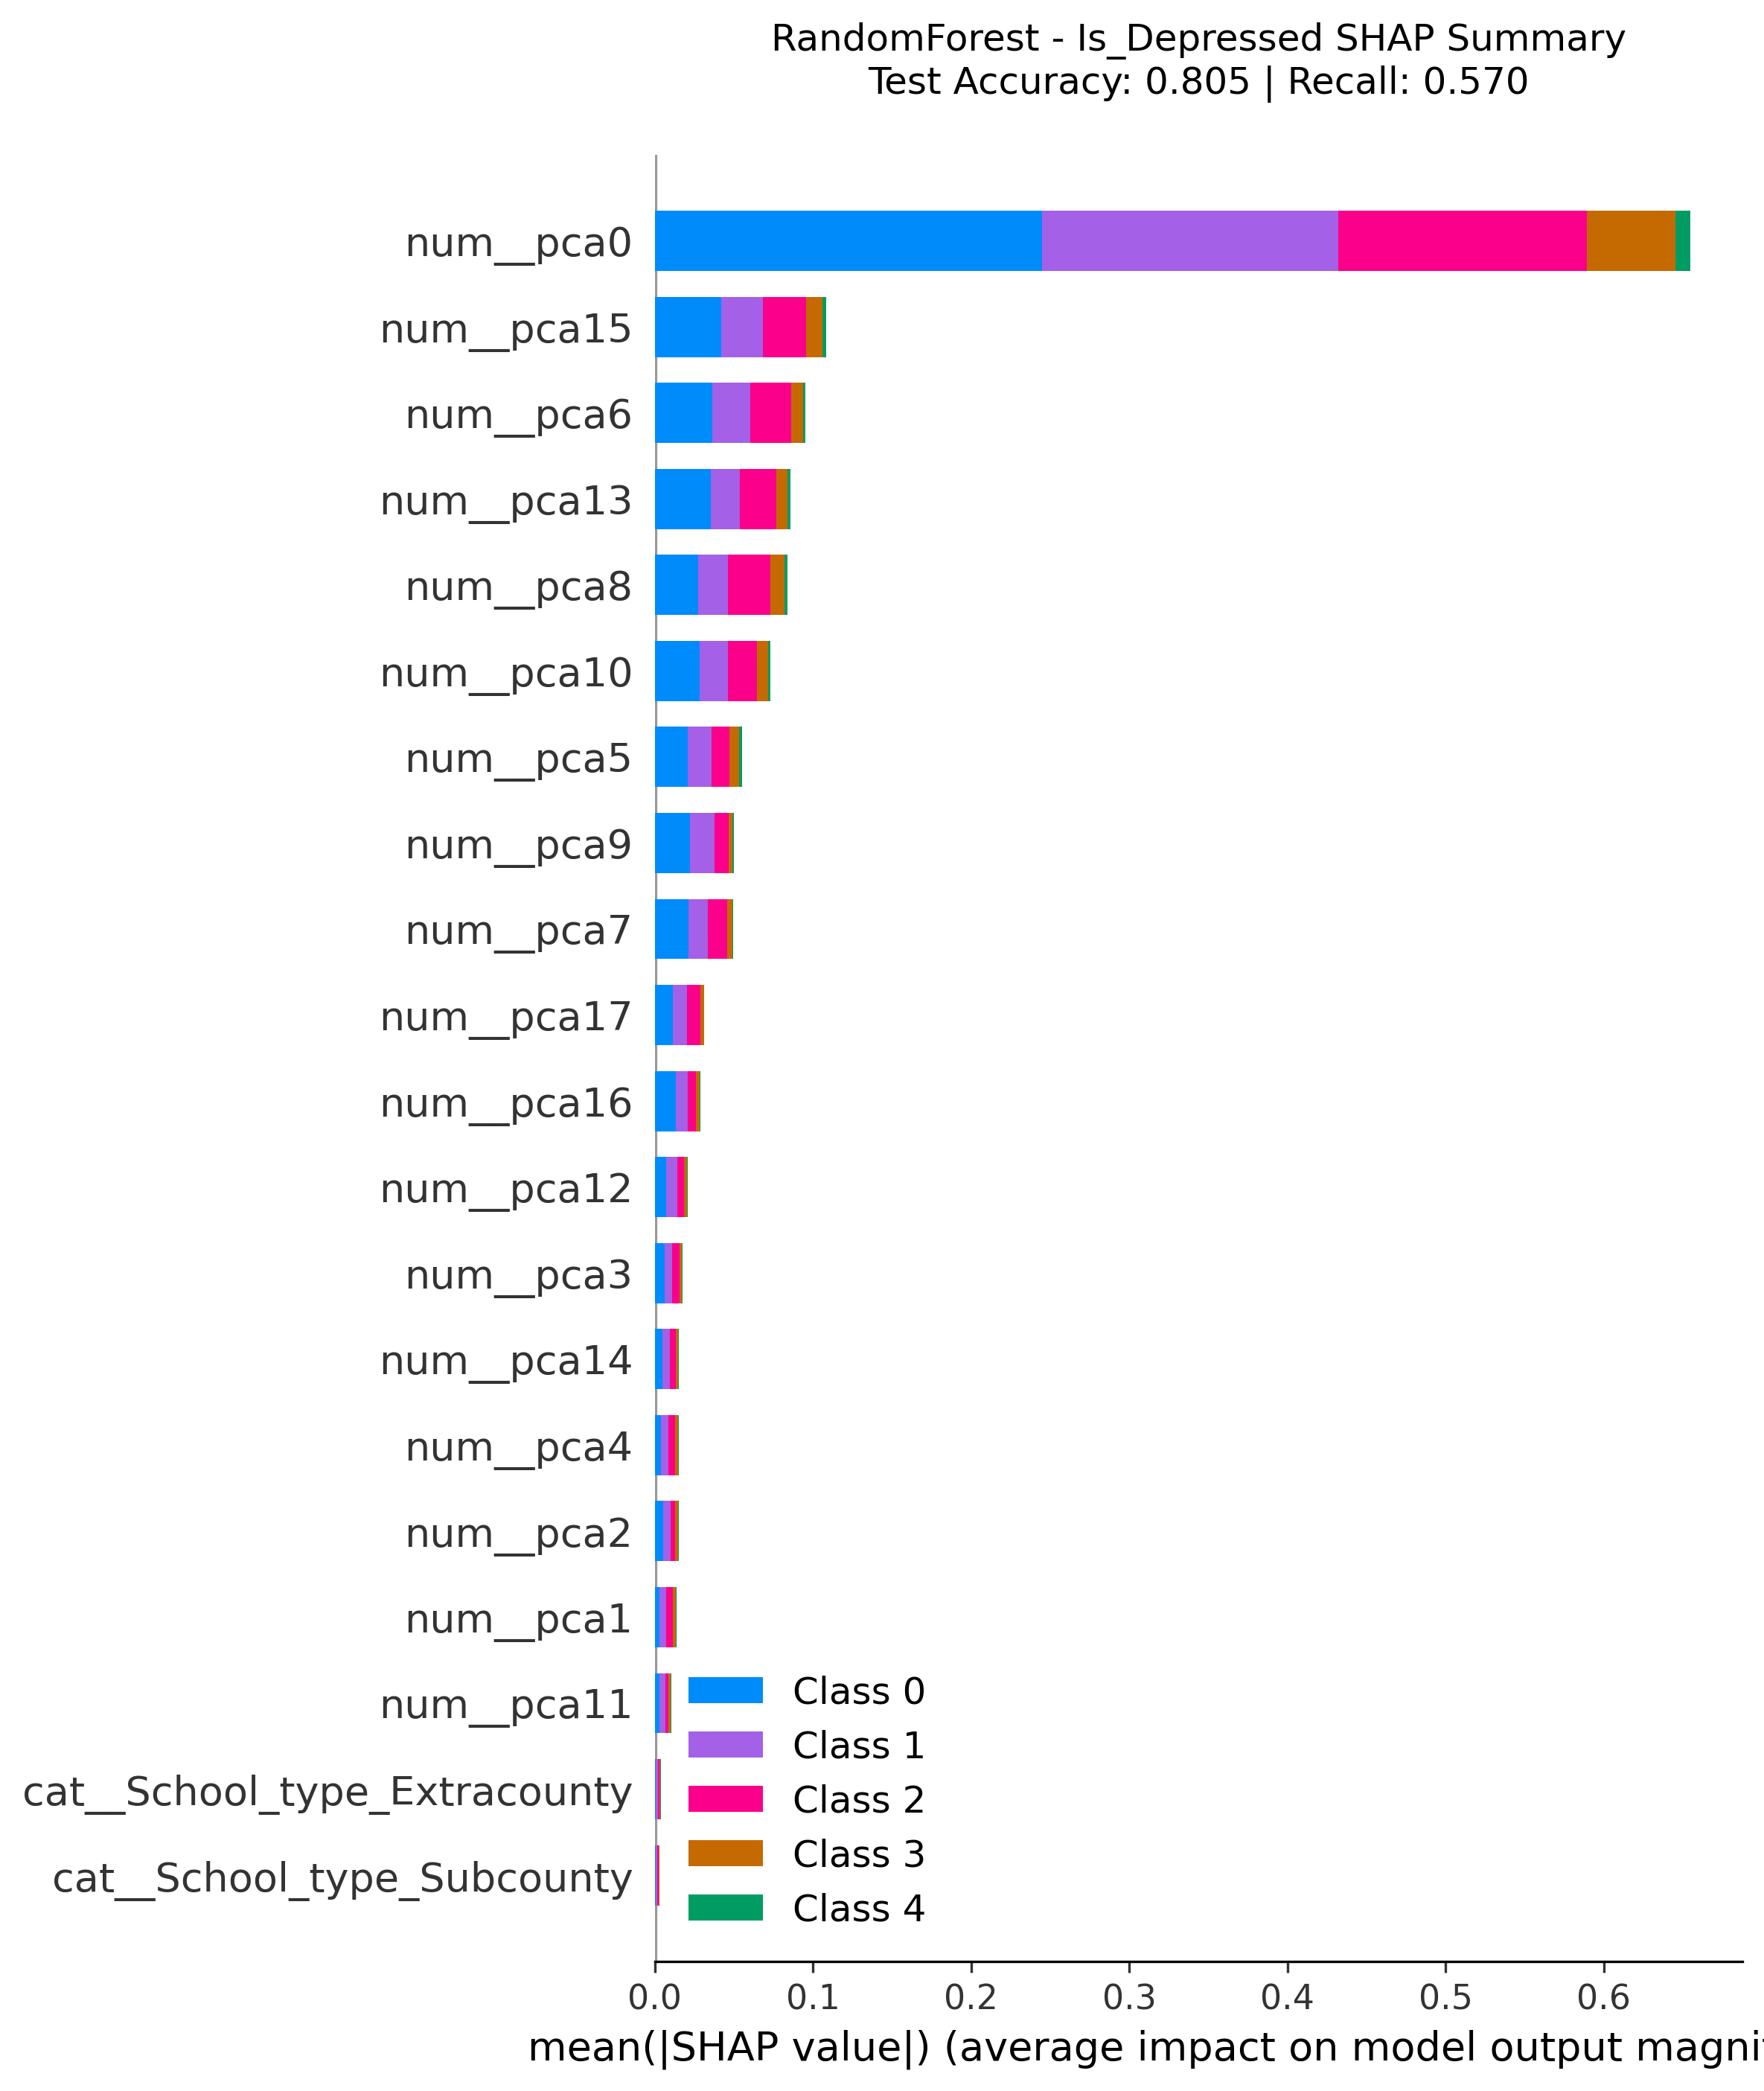 RandomForest - Is_Depressed SHAP Summary
Test Accuracy: 0.805 | Recall: 0.570
num__pca0
num__pca15
num__pca6
num__pca13
num__pca8
num__pca10
num__pca5
num__pca9
num__pca7
num__pca17
num__pca16
num__pca12
num__pca3
num__pca14
num__pca4
num__pca2
num__pca1
num__pca11
cat__School_type_Extracounty
cat__School_type_Subcounty
Class 0
Class 1
Class 2
Class 3
Class 4
0.0 0.1 0.2 0.3 0.4 0.5 0.6
mean(|SHAP value|) (average impact on model output magnit